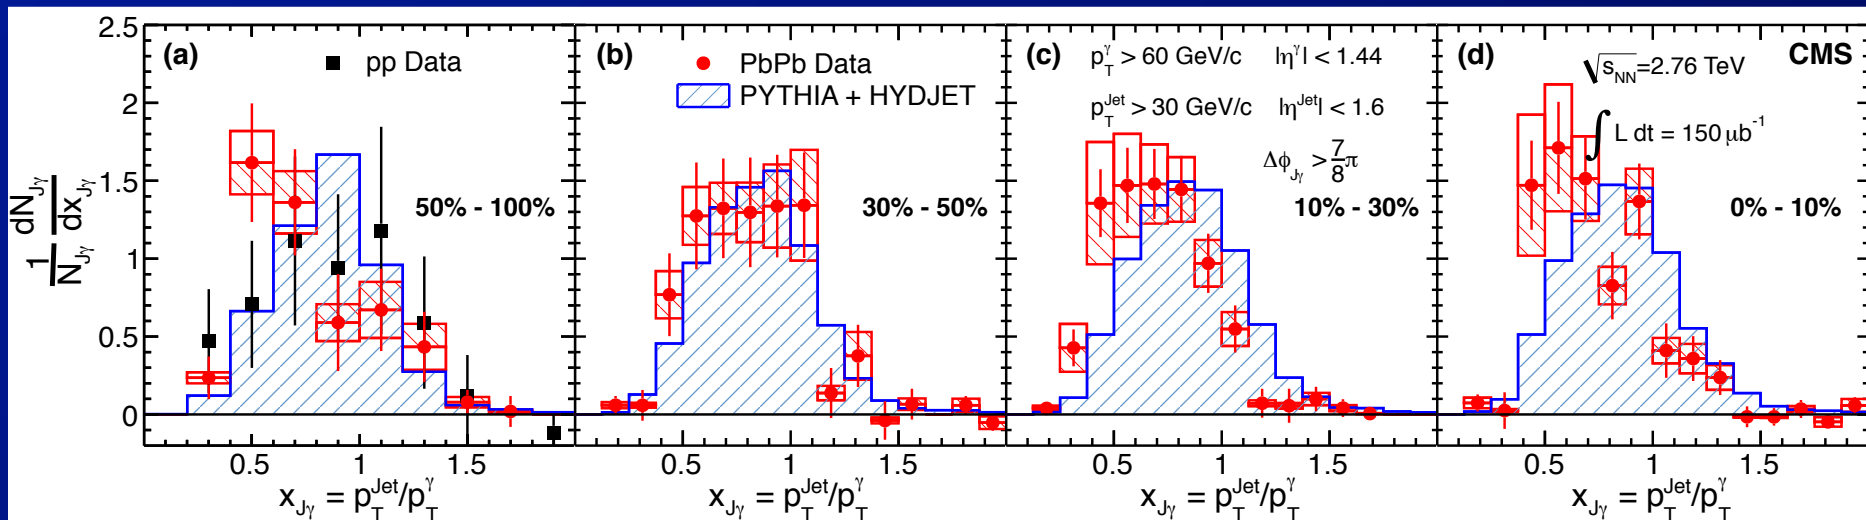 (a) pp Data
50% - 100%
(b) PbPb Data
PYTHIA + HYDJET
30% - 50%
(c) p_T^γ > 60 GeV/c |η^γ| < 1.44
p_T^Jet > 30 GeV/c |η^Jet| < 1.6
Δφ_Jγ > 7/8 π
10% - 30%
(d) CMS
√s_NN=2.76 TeV
∫ L dt = 150 μb^-1
0% - 10%
1/N_Jγ dN_Jγ/dx_Jγ
2.5
2
1.5
1
0.5
0
0.5 1 1.5
0.5 1 1.5
0.5 1 1.5
0.5 1 1.5
x_Jγ = p_T^Jet/p_T^γ
x_Jγ = p_T^Jet/p_T^γ
x_Jγ = p_T^Jet/p_T^γ
x_Jγ = p_T^Jet/p_T^γ